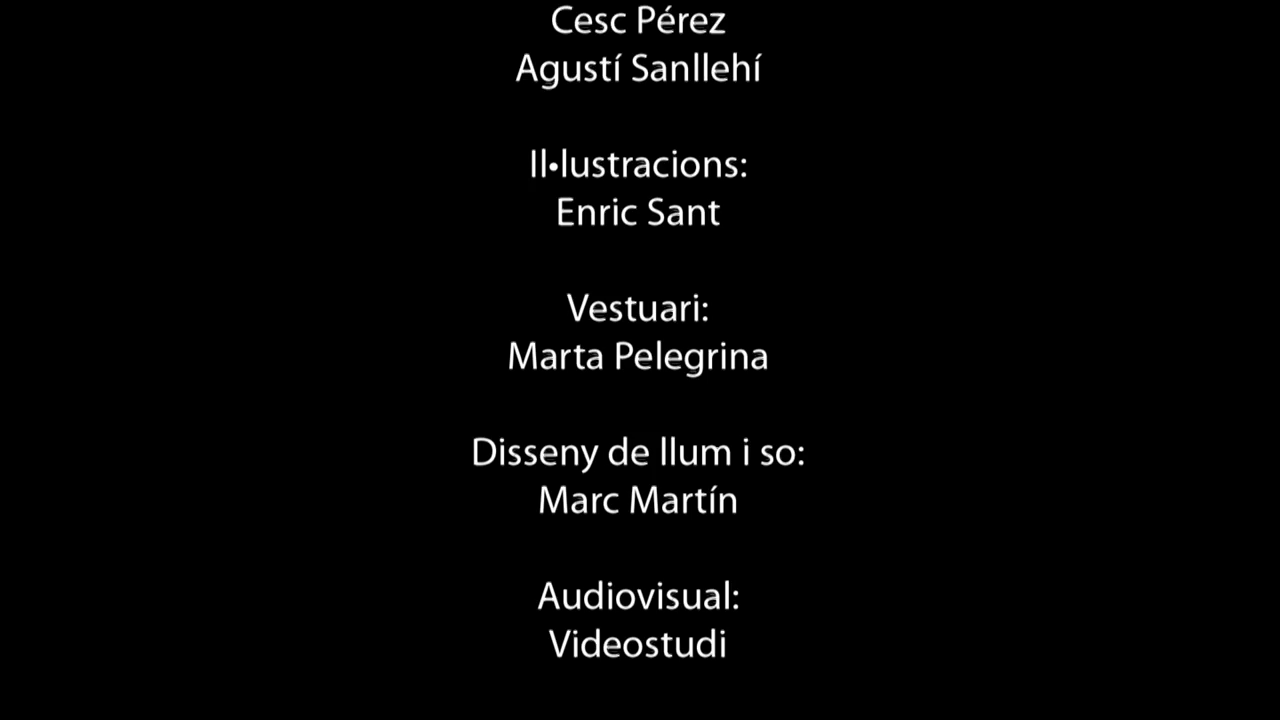 Cesc Pérez
Agustí Sanllehí
Il•lustracions:
Enric Sant
Vestuari:
Marta Pelegrina
Disseny de llum i so:
Marc Martín
Audiovisual:
Videostudi